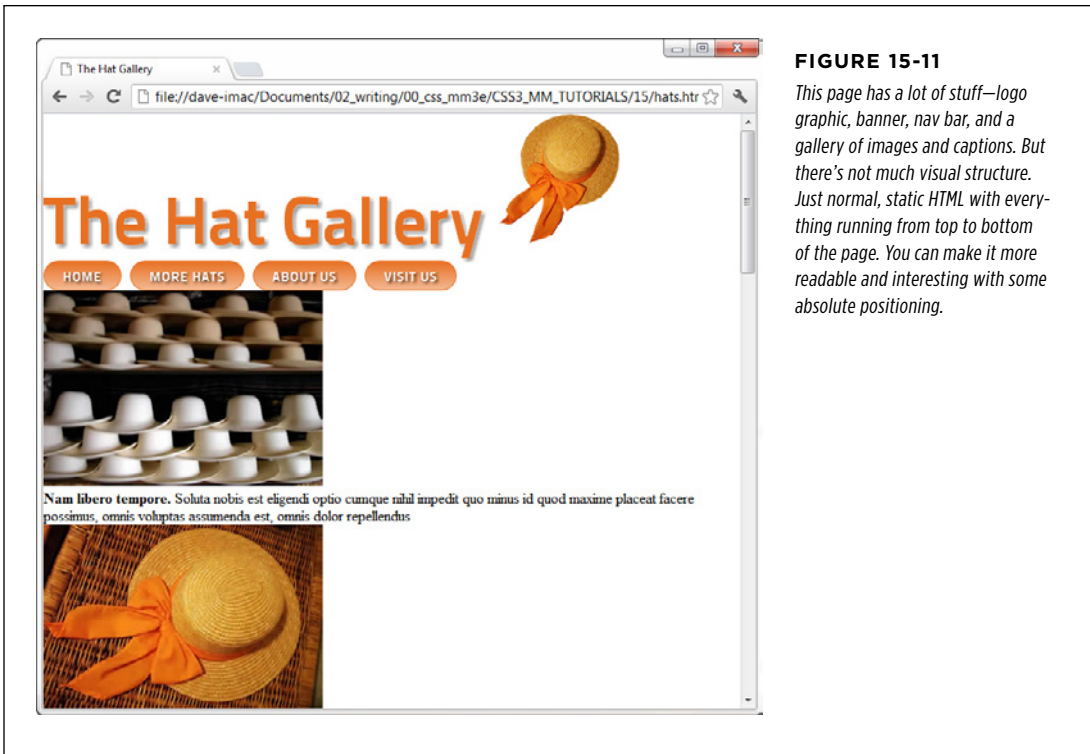 The Hat Gallery
file://dave-imac/Documents/02_writing/00_css_mm3e/CSS3_MM_TUTORIALS/15/hats.htr
The Hat Gallery
HOME
MORE HATS
ABOUT US
VISIT US
Nam libero tempore. Soluta nobis est eligendi optio cumque nihil impedit quo minus id quod maxime placeat facere
possimus, omnis voluptas assumenda est, omnis dolor repellendus
FIGURE 15-11
This page has a lot of stuff—logo
graphic, banner, nav bar, and a
gallery of images and captions. But
there's not much visual structure.
Just normal, static HTML with every-
thing running from top to bottom
of the page. You can make it more
readable and interesting with some
absolute positioning.